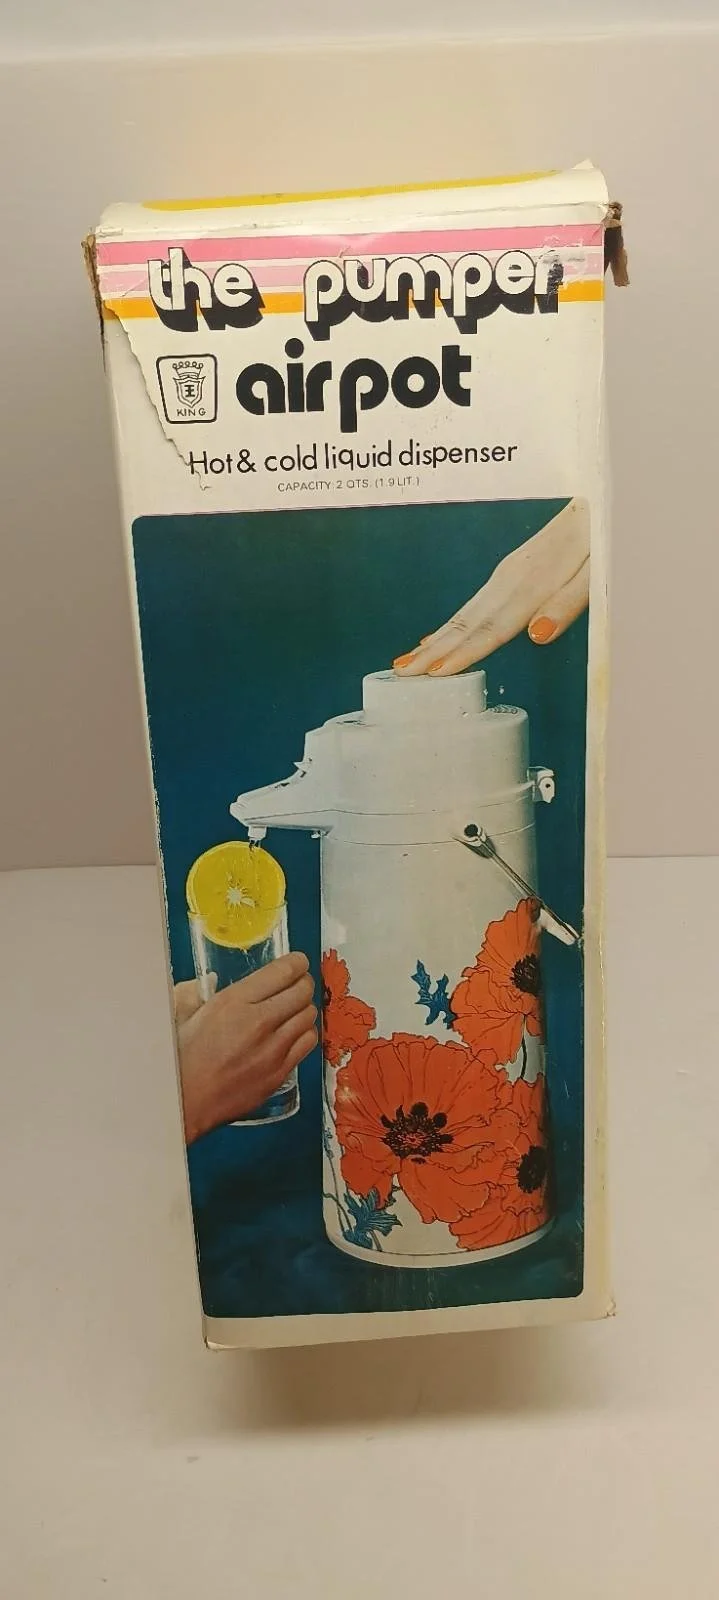 the pumper
KING
airpot
Hot & cold liquid dispenser
CAPACITY: 2 QTS. (1.9 LIT.)